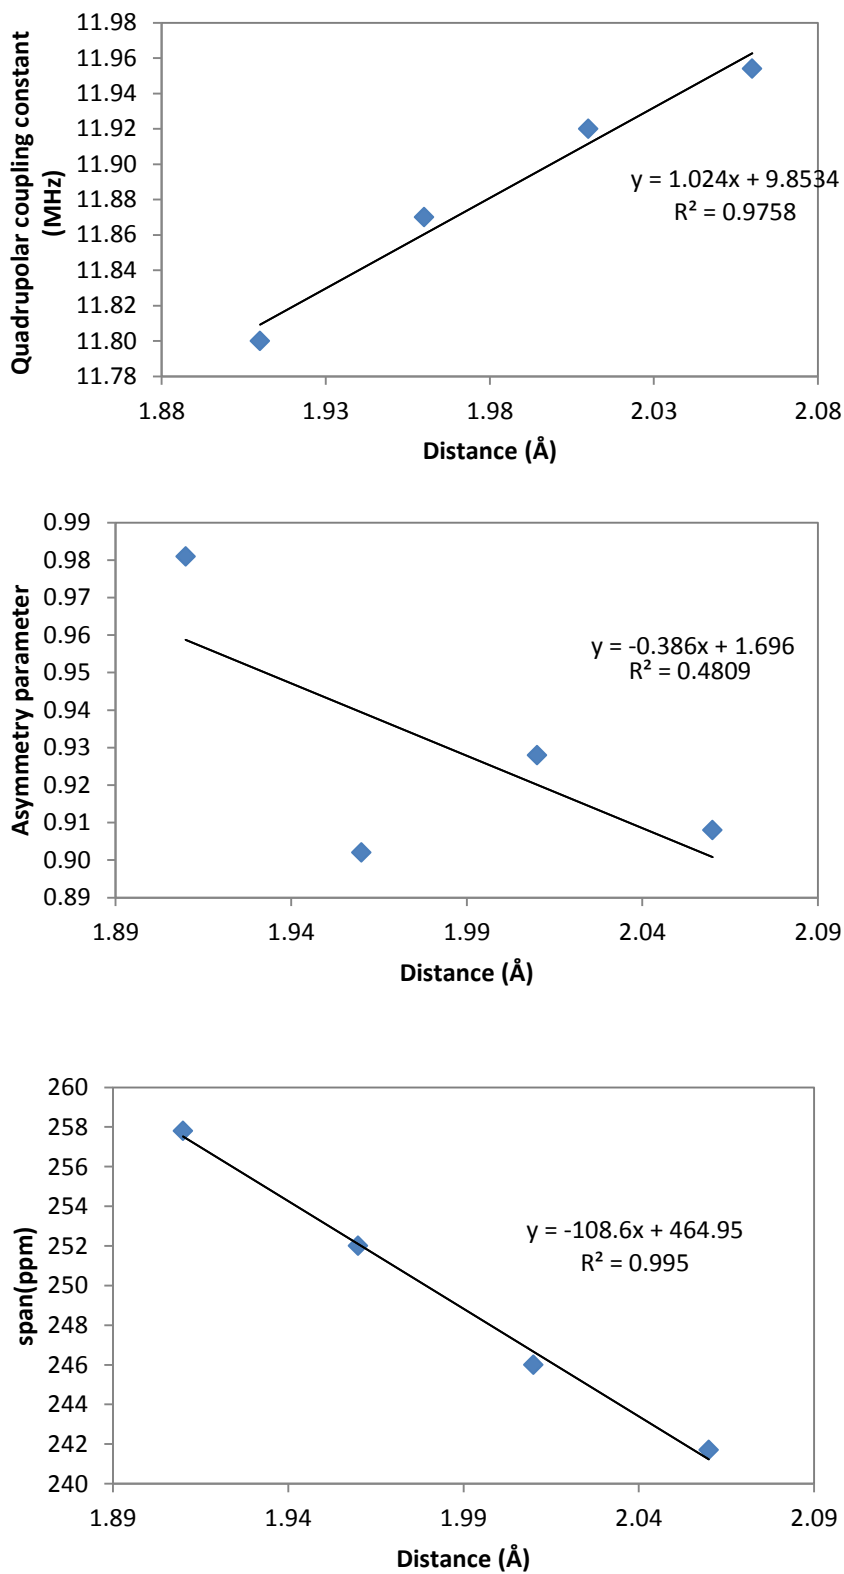 Quadrupolar coupling constant
(MHz)
11.98
11.96
11.94
11.92
11.90
11.88
11.86
11.84
11.82
11.80
11.78
y = 1.024x + 9.8534
R² = 0.9758
1.88 1.93 1.98 2.03 2.08
Distance (Å)
Asymmetry parameter
0.99
0.98
0.97
0.96
0.95
0.94
0.93
0.92
0.91
0.90
0.89
y = -0.386x + 1.696
R² = 0.4809
1.89 1.94 1.99 2.04 2.09
Distance (Å)
span(ppm)
260
258
256
254
252
250
248
246
244
242
240
y = -108.6x + 464.95
R² = 0.995
1.89 1.94 1.99 2.04 2.09
Distance (Å)